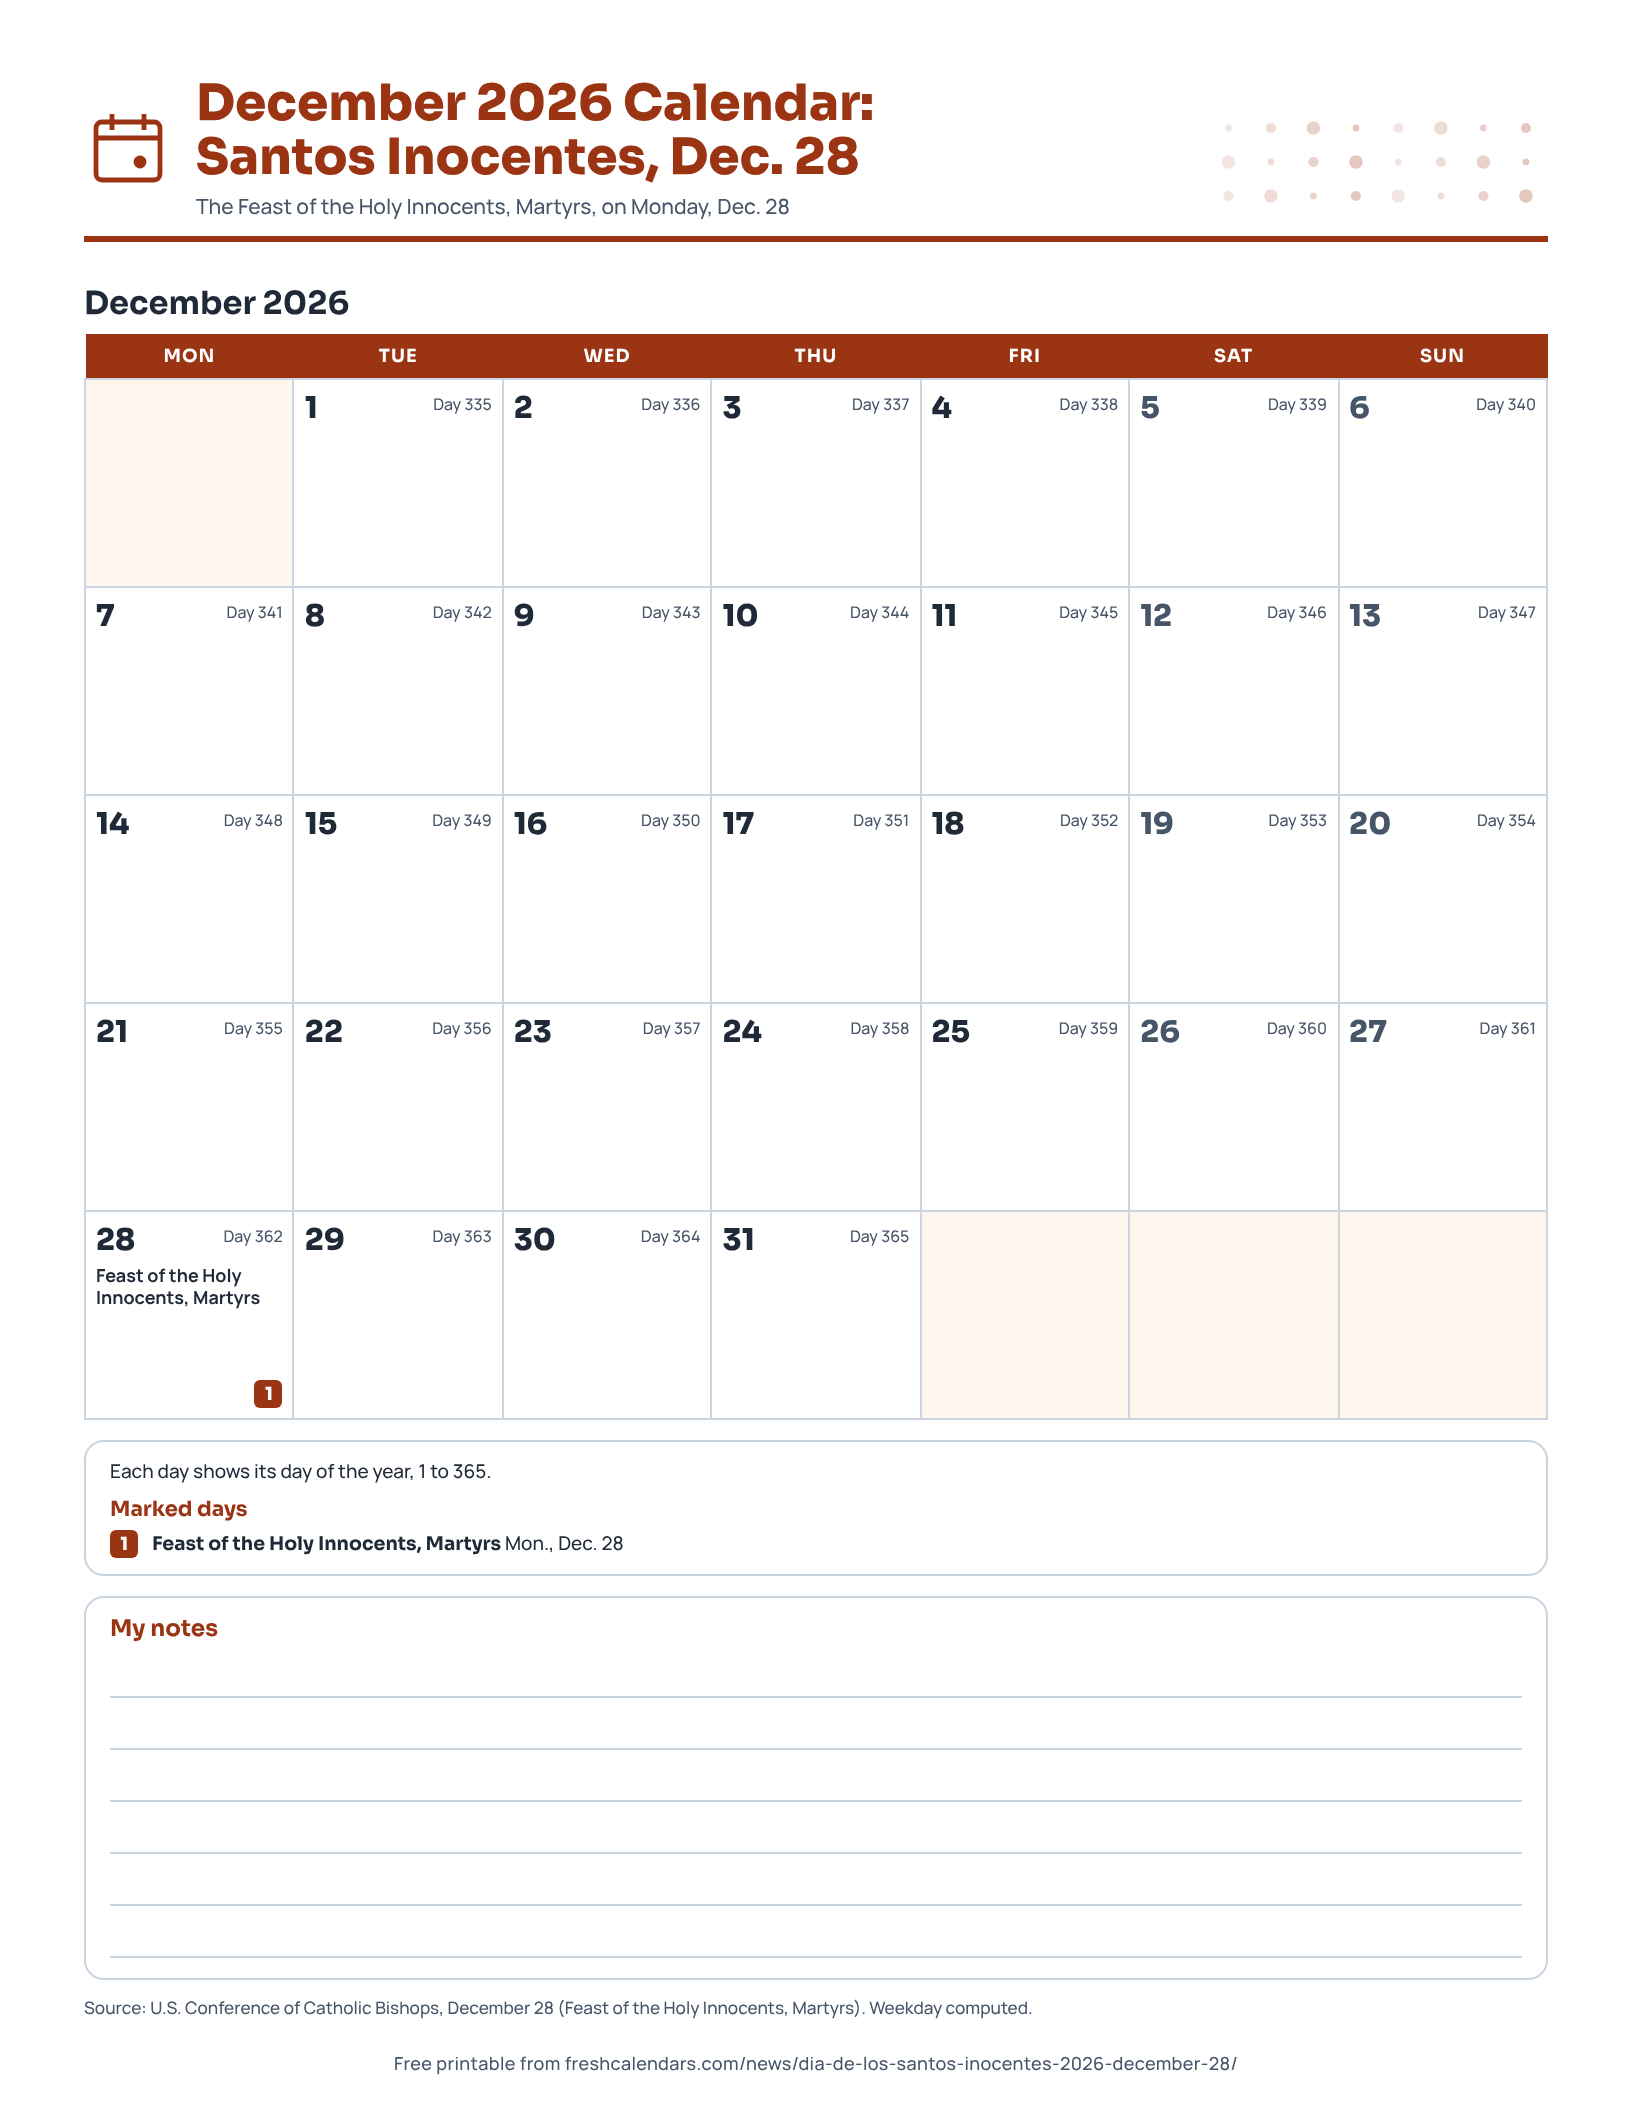 December 2026 Calendar:
Santos Inocentes, Dec. 28
The Feast of the Holy Innocents, Martyrs, on Monday, Dec. 28
December 2026
MON TUE WED THU FRI SAT SUN
1 Day 335 2 Day 336 3 Day 337 4 Day 338 5 Day 339 6 Day 340
7 Day 341 8 Day 342 9 Day 343 10 Day 344 11 Day 345 12 Day 346 13 Day 347
14 Day 348 15 Day 349 16 Day 350 17 Day 351 18 Day 352 19 Day 353 20 Day 354
21 Day 355 22 Day 356 23 Day 357 24 Day 358 25 Day 359 26 Day 360 27 Day 361
28 Day 362 29 Day 363 30 Day 364 31 Day 365
Feast of the Holy
Innocents, Martyrs
1
Each day shows its day of the year, 1 to 365.
Marked days
1 Feast of the Holy Innocents, Martyrs Mon., Dec. 28
My notes
Source: U.S. Conference of Catholic Bishops, December 28 (Feast of the Holy Innocents, Martyrs). Weekday computed.
Free printable from freshcalendars.com/news/dia-de-los-santos-inocentes-2026-december-28/